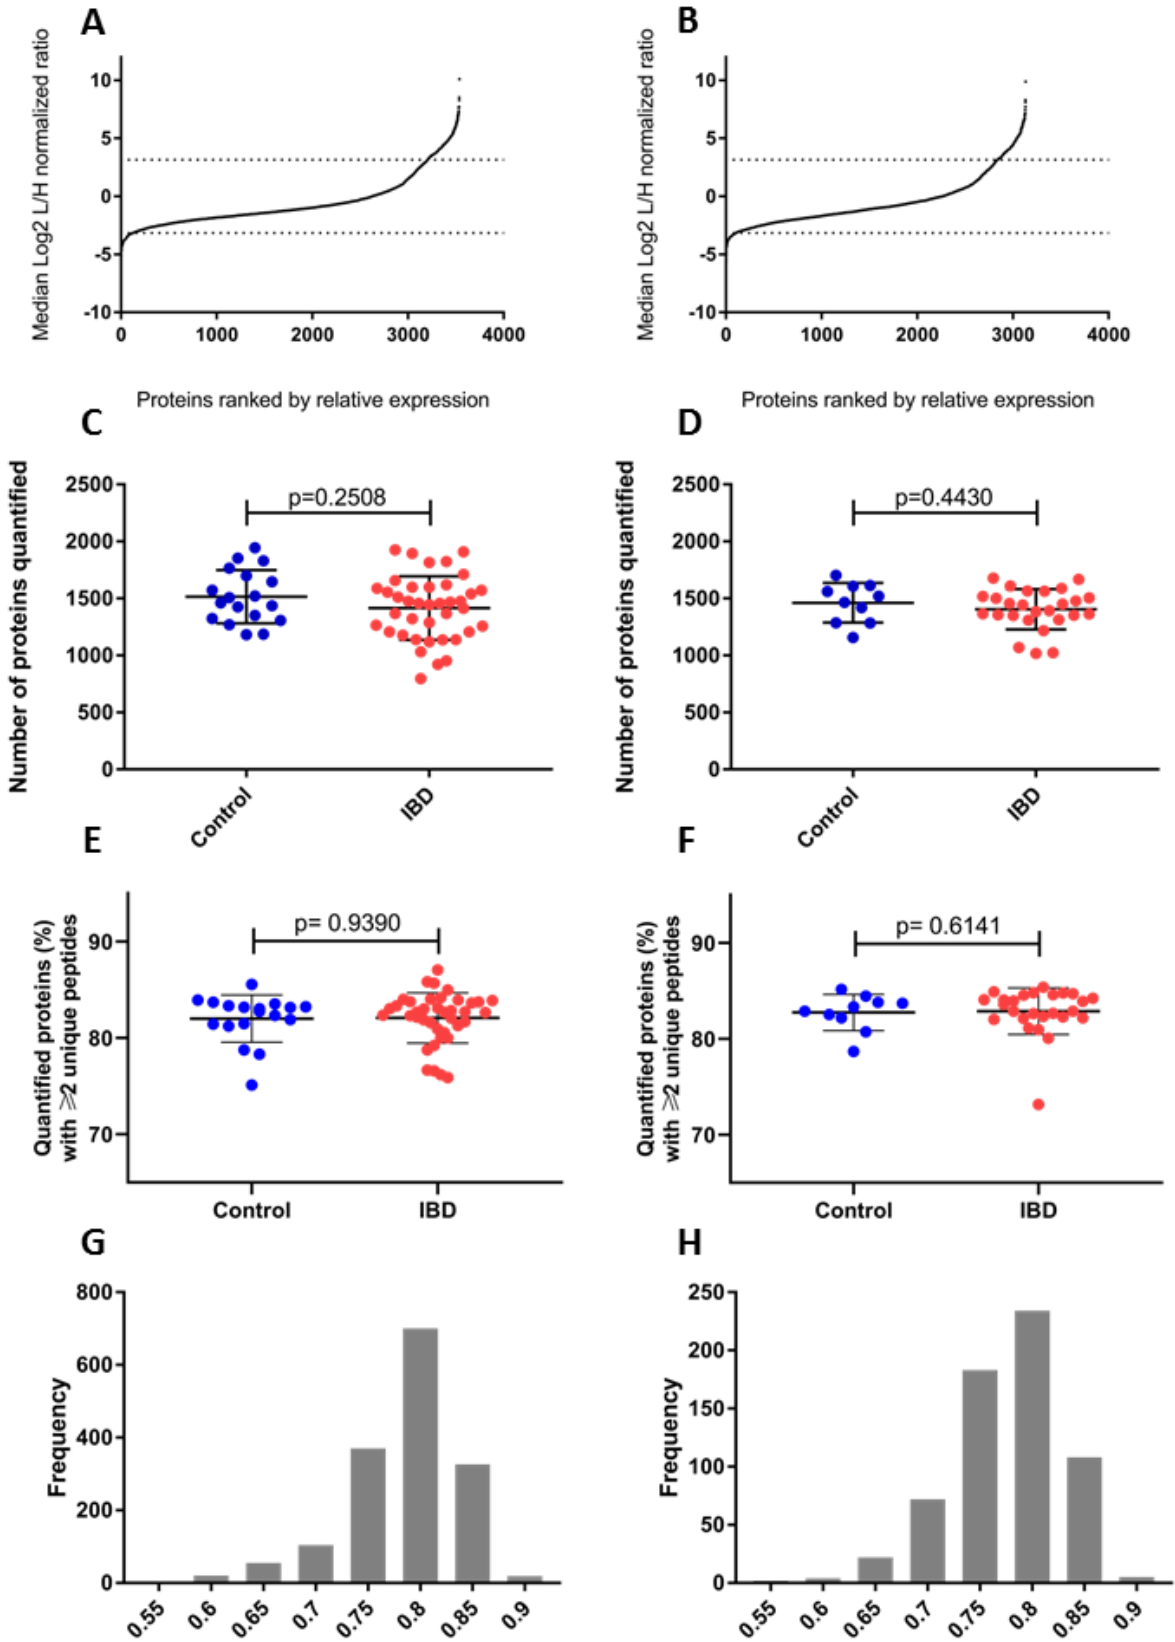 A
B
Median Log2 L/H normalized ratio
10
5
0
-5
-10
0 1000 2000 3000 4000
Proteins ranked by relative expression
Median Log2 L/H normalized ratio
10
5
0
-5
-10
0 1000 2000 3000 4000
Proteins ranked by relative expression
C
D
Number of proteins quantified
2500
2000
1500
1000
500
0
p=0.2508
Control
IBD
Number of proteins quantified
2500
2000
1500
1000
500
0
p=0.4430
Control
IBD
E
F
Quantified proteins (%)
with ⩾2 unique peptides
90
80
70
p= 0.9390
Control
IBD
Quantified proteins (%)
with ⩾2 unique peptides
90
80
70
p= 0.6141
Control
IBD
G
H
Frequency
800
600
400
200
0
0.55 0.6 0.65 0.7 0.75 0.8 0.85 0.9
Frequency
250
200
150
100
50
0
0.55 0.6 0.65 0.7 0.75 0.8 0.85 0.9